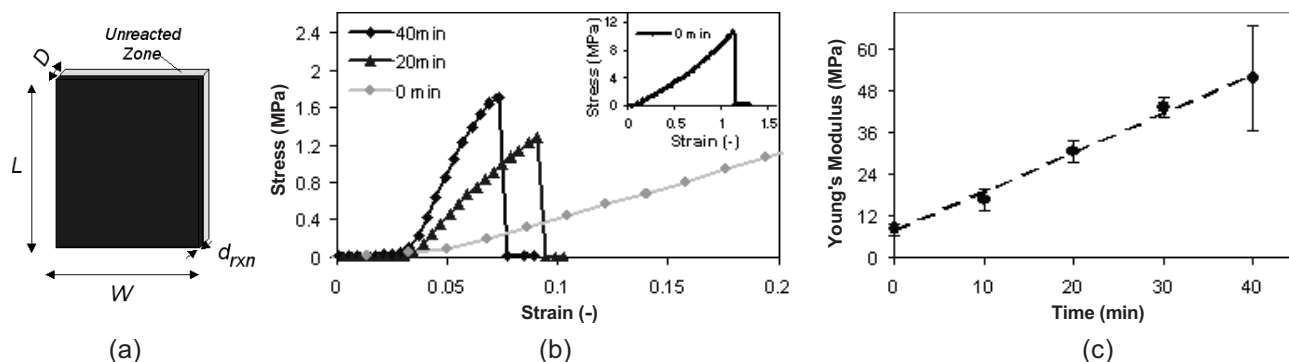 Unreacted
Zone
D
L
W
d_rxn
(a)
Stress (MPa)
2.4
2
1.6
1.2
0.8
0.4
0
40min
20min
0 min
Stress (MPa)
12
8
4
0
0 min
0
0.5
1
1.5
Strain (-)
0
0.05
0.1
0.15
0.2
Strain (-)
(b)
Young's Modulus (MPa)
60
48
36
24
12
0
0
10
20
30
40
Time (min)
(c)